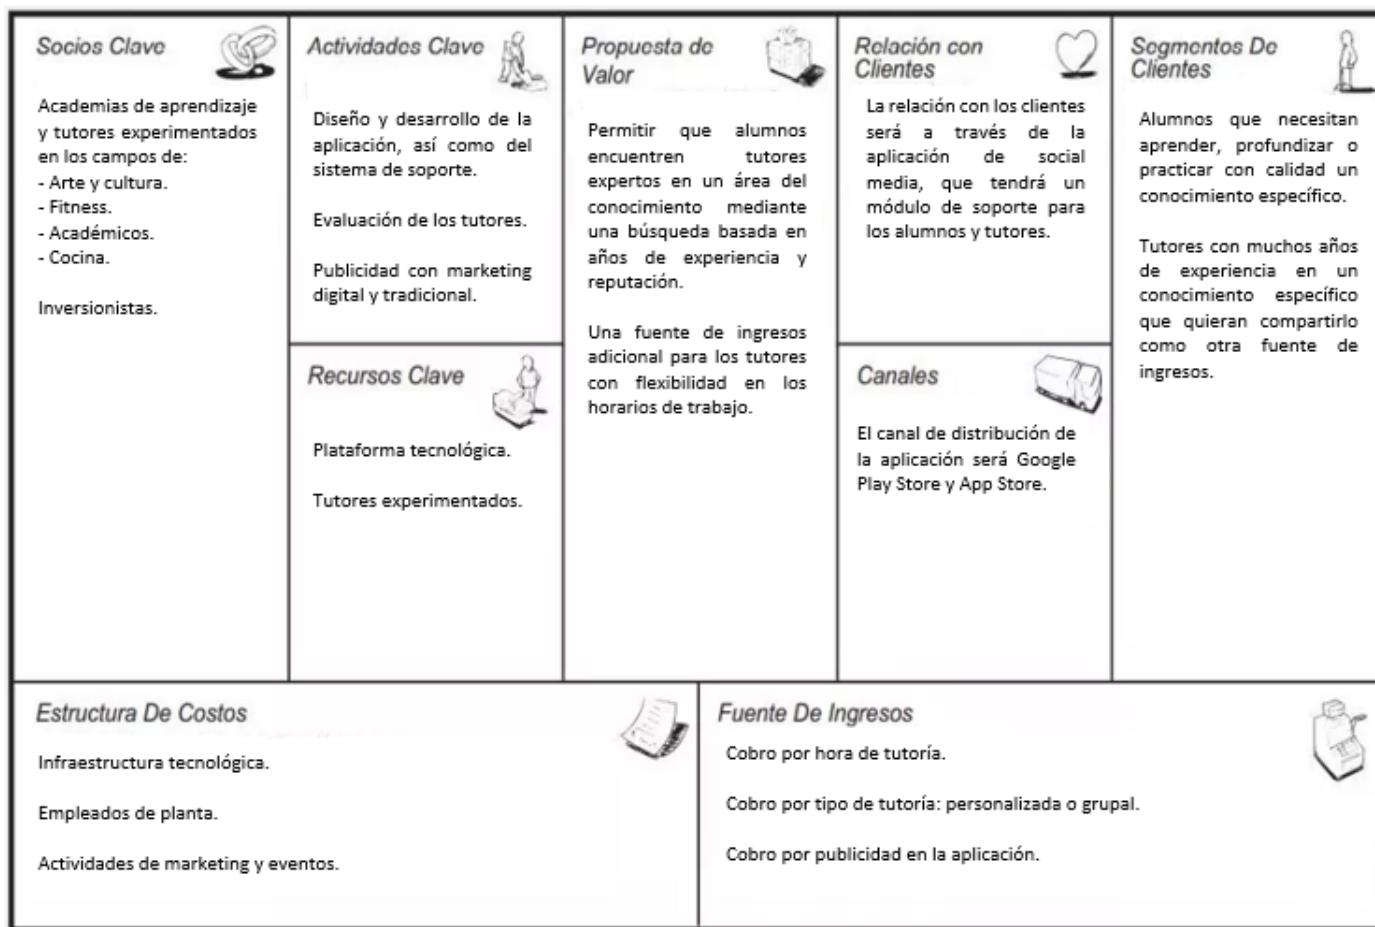 Socios Clave
Academias de aprendizaje
y tutores experimentados
en los campos de:
- Arte y cultura.
- Fitness.
- Académicos.
- Cocina.
Inversionistas.
Actividades Clave
Diseño y desarrollo de la
aplicación, así como del
sistema de soporte.
Evaluación de los tutores.
Publicidad con marketing
digital y tradicional.
Recursos Clave
Plataforma tecnológica.
Tutores experimentados.
Propuesta de
Valor
Permitir que alumnos
encuentren tutores
expertos en un área del
conocimiento mediante
una búsqueda basada en
años de experiencia y
reputación.
Una fuente de ingresos
adicional para los tutores
con flexibilidad en los
horarios de trabajo.
Relación con
Clientes
La relación con los clientes
será a través de la
aplicación de social
media, que tendrá un
módulo de soporte para
los alumnos y tutores.
Canales
El canal de distribución de
la aplicación será Google
Play Store y App Store.
Segmentos De
Clientes
Alumnos que necesitan
aprender, profundizar o
practicar con calidad un
conocimiento específico.
Tutores con muchos años
de experiencia en un
conocimiento específico
que quieran compartirlo
como otra fuente de
ingresos.
Estructura De Costos
Infraestructura tecnológica.
Empleados de planta.
Actividades de marketing y eventos.
Fuente De Ingresos
Cobro por hora de tutoría.
Cobro por tipo de tutoría: personalizada o grupal.
Cobro por publicidad en la aplicación.